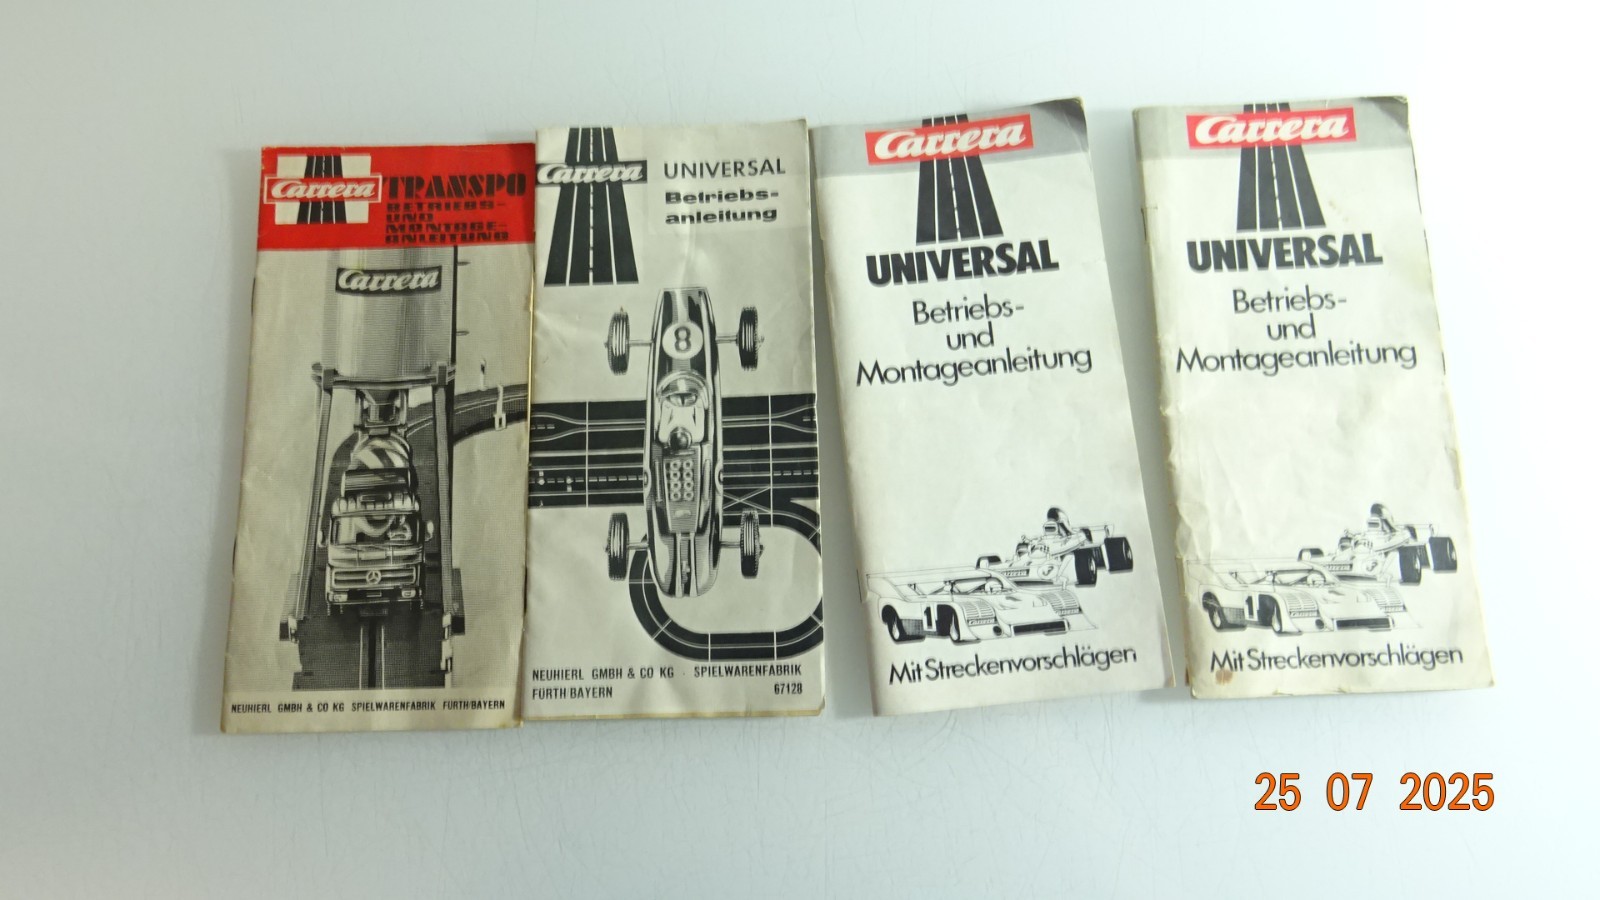 Carrera
TRANSPO
BETRIEBS-
UND
MONTAGE-
ANLEITUNG
Carrera
NEUHIERL GMBH & CO KG SPIELWARENFABRIK FÜRTH/BAYERN
Carrera
UNIVERSAL
Betriebs-
anleitung
8
NEUHIERL GMBH & CO KG · SPIELWARENFABRIK
FÜRTH/BAYERN
67128
Carrera
UNIVERSAL
Betriebs-
und
Montageanleitung
1
Mit Streckenvorschlägen
Carrera
UNIVERSAL
Betriebs-
und
Montageanleitung
1
Mit Streckenvorschlägen
25 07 2025